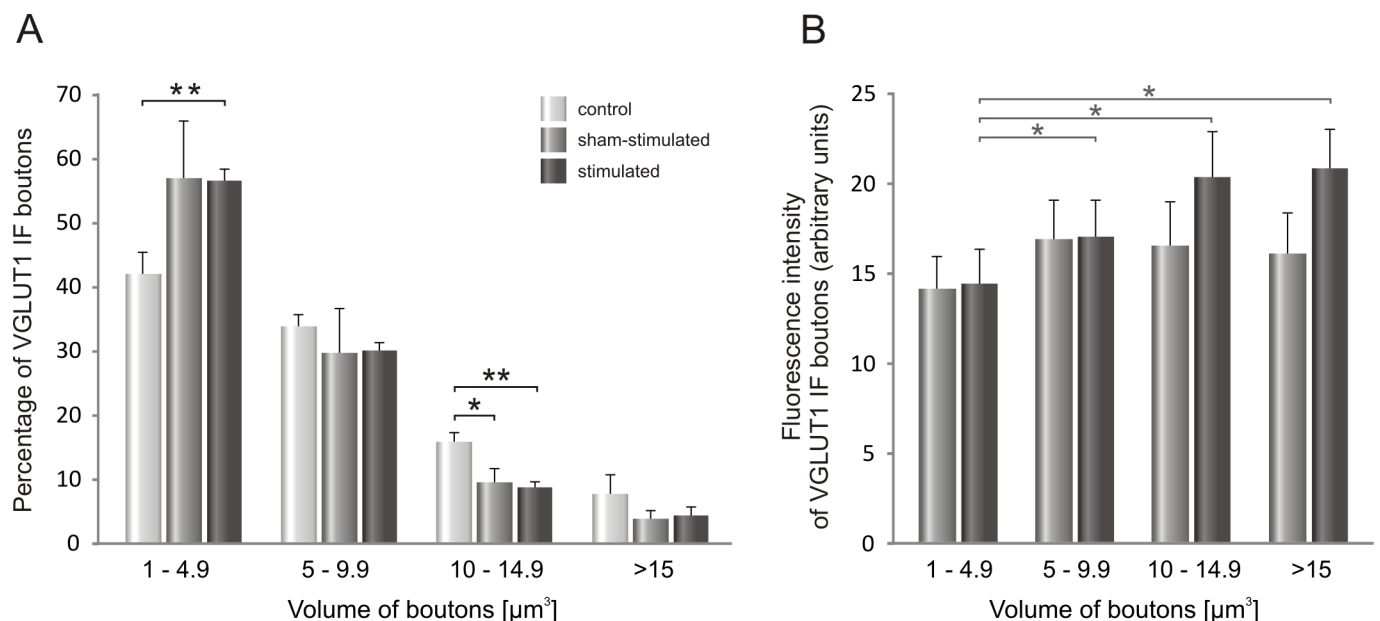 A
Percentage of VGLUT1 IF boutons
70
60
50
40
30
20
10
0
**
*
**
control
sham-stimulated
stimulated
1 - 4.9
5 - 9.9
10 - 14.9
>15
Volume of boutons [µm³]
B
Fluorescence intensity
of VGLUT1 IF boutons (arbitrary units)
25
20
15
10
5
0
*
*
*
1 - 4.9
5 - 9.9
10 - 14.9
>15
Volume of boutons [µm³]